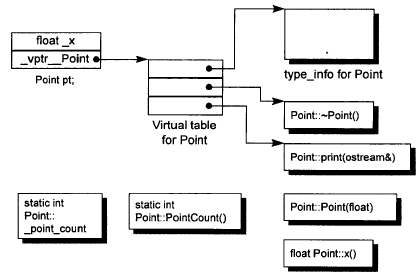 float _x
_vptr__Point
Point pt;
type_info for Point
Virtual table
for Point
Point::~Point()
Point::print(ostream&)
static int
Point::
_point_count
static int
Point::PointCount()
Point::Point(float)
float Point::x()